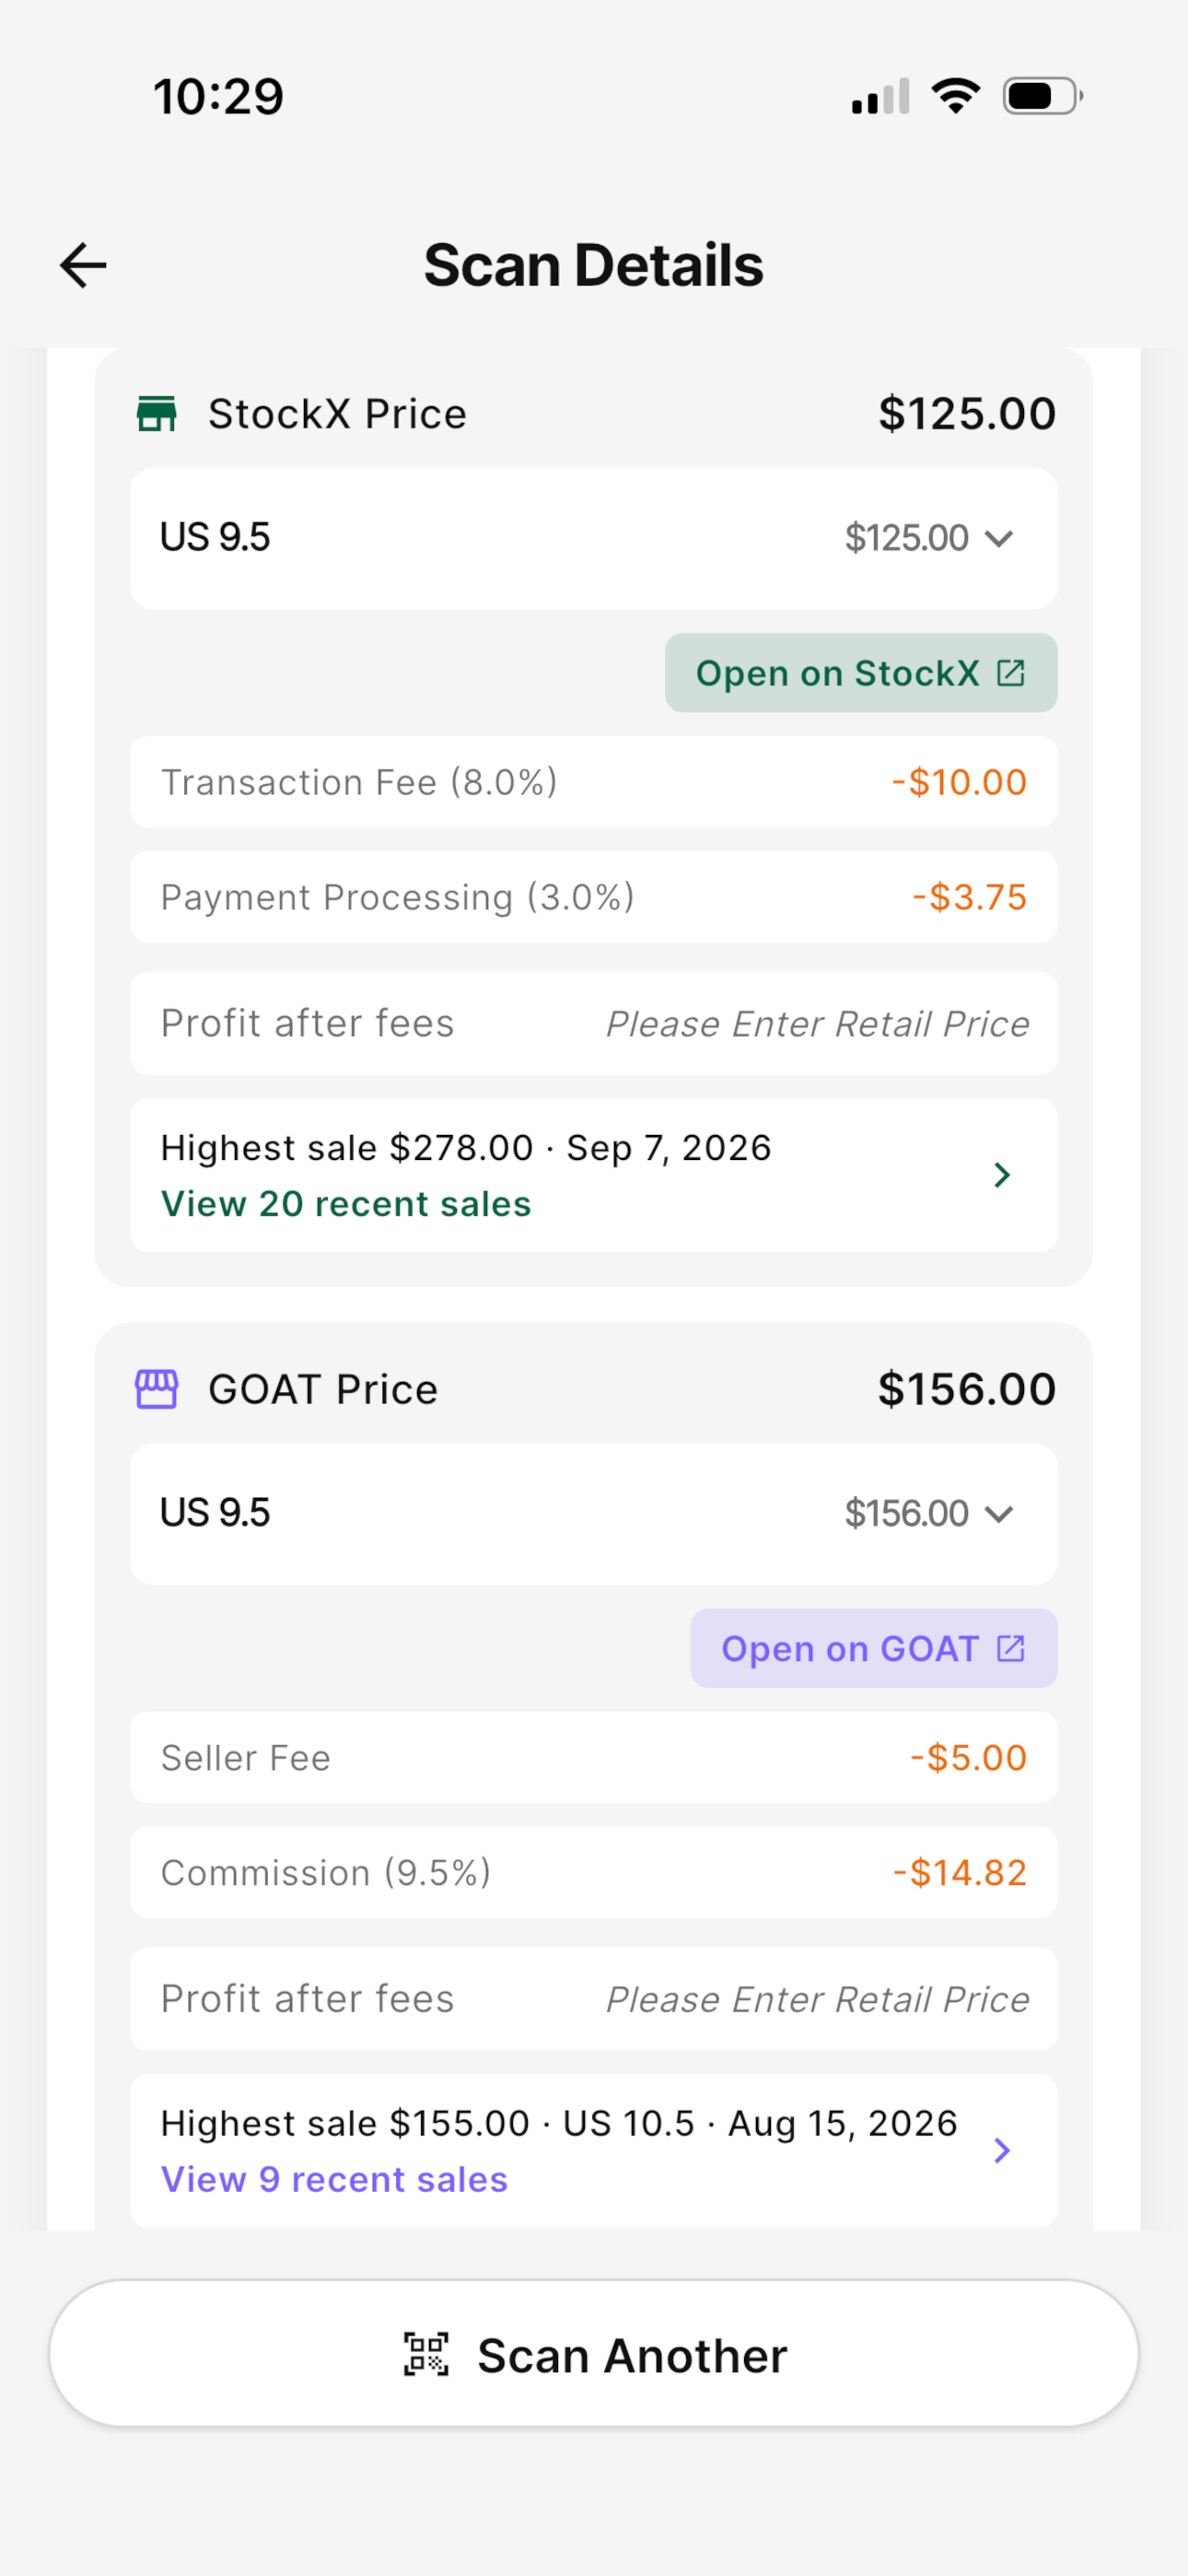 10:29
Scan Details
StockX Price $125.00
US 9.5 $125.00
Open on StockX
Transaction Fee (8.0%) -$10.00
Payment Processing (3.0%) -$3.75
Profit after fees Please Enter Retail Price
Highest sale $278.00 · Sep 7, 2026
View 20 recent sales
GOAT Price $156.00
US 9.5 $156.00
Open on GOAT
Seller Fee -$5.00
Commission (9.5%) -$14.82
Profit after fees Please Enter Retail Price
Highest sale $155.00 · US 10.5 · Aug 15, 2026
View 9 recent sales
Scan Another